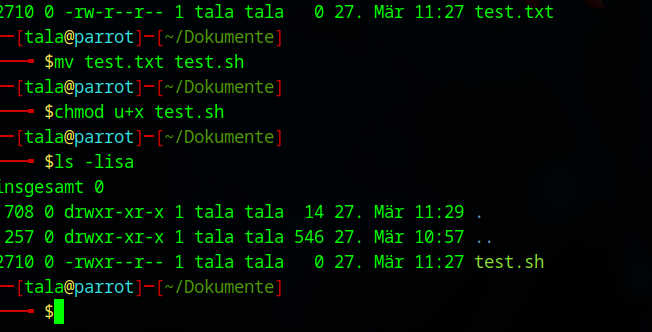 2710 0 -rw-r--r-- 1 tala tala   0 27. Mär 11:27 test.txt
─[tala@parrot]─[~/Dokumente]
──╼ $mv test.txt test.sh
─[tala@parrot]─[~/Dokumente]
──╼ $chmod u+x test.sh
─[tala@parrot]─[~/Dokumente]
──╼ $ls -lisa
insgesamt 0
 708 0 drwxr-xr-x 1 tala tala  14 27. Mär 11:29 .
 257 0 drwxr-xr-x 1 tala tala 546 27. Mär 10:57 ..
2710 0 -rwxr--r-- 1 tala tala   0 27. Mär 11:27 test.sh
─[tala@parrot]─[~/Dokumente]
──╼ $